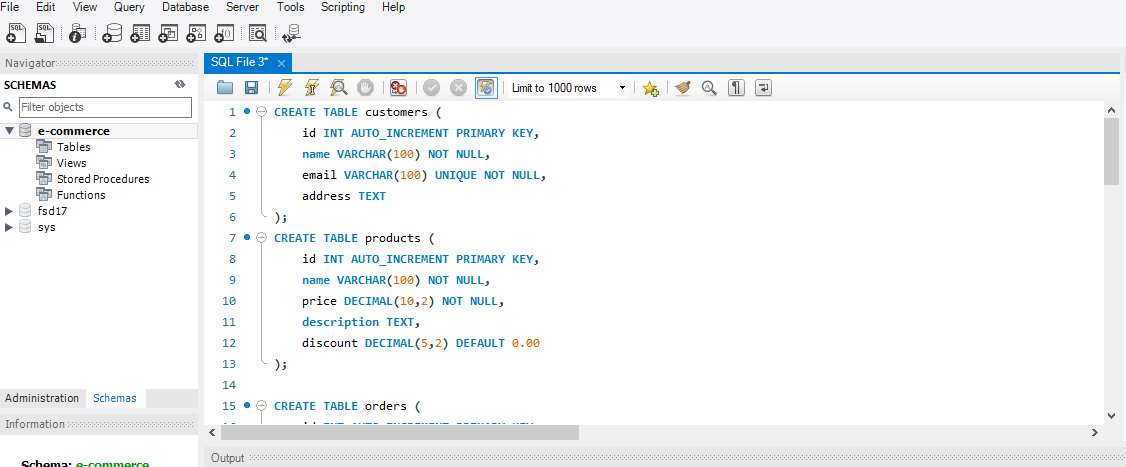 File Edit View Query Database Server Tools Scripting Help
Navigator
SCHEMAS
Filter objects
e-commerce
Tables
Views
Stored Procedures
Functions
fsd17
sys
Administration Schemas
Information
Schema: e-commerce
SQL File 3*
Limit to 1000 rows
1 CREATE TABLE customers (
2 id INT AUTO_INCREMENT PRIMARY KEY,
3 name VARCHAR(100) NOT NULL,
4 email VARCHAR(100) UNIQUE NOT NULL,
5 address TEXT
6 );
7 CREATE TABLE products (
8 id INT AUTO_INCREMENT PRIMARY KEY,
9 name VARCHAR(100) NOT NULL,
10 price DECIMAL(10,2) NOT NULL,
11 description TEXT,
12 discount DECIMAL(5,2) DEFAULT 0.00
13 );
14
15 CREATE TABLE orders (
Output